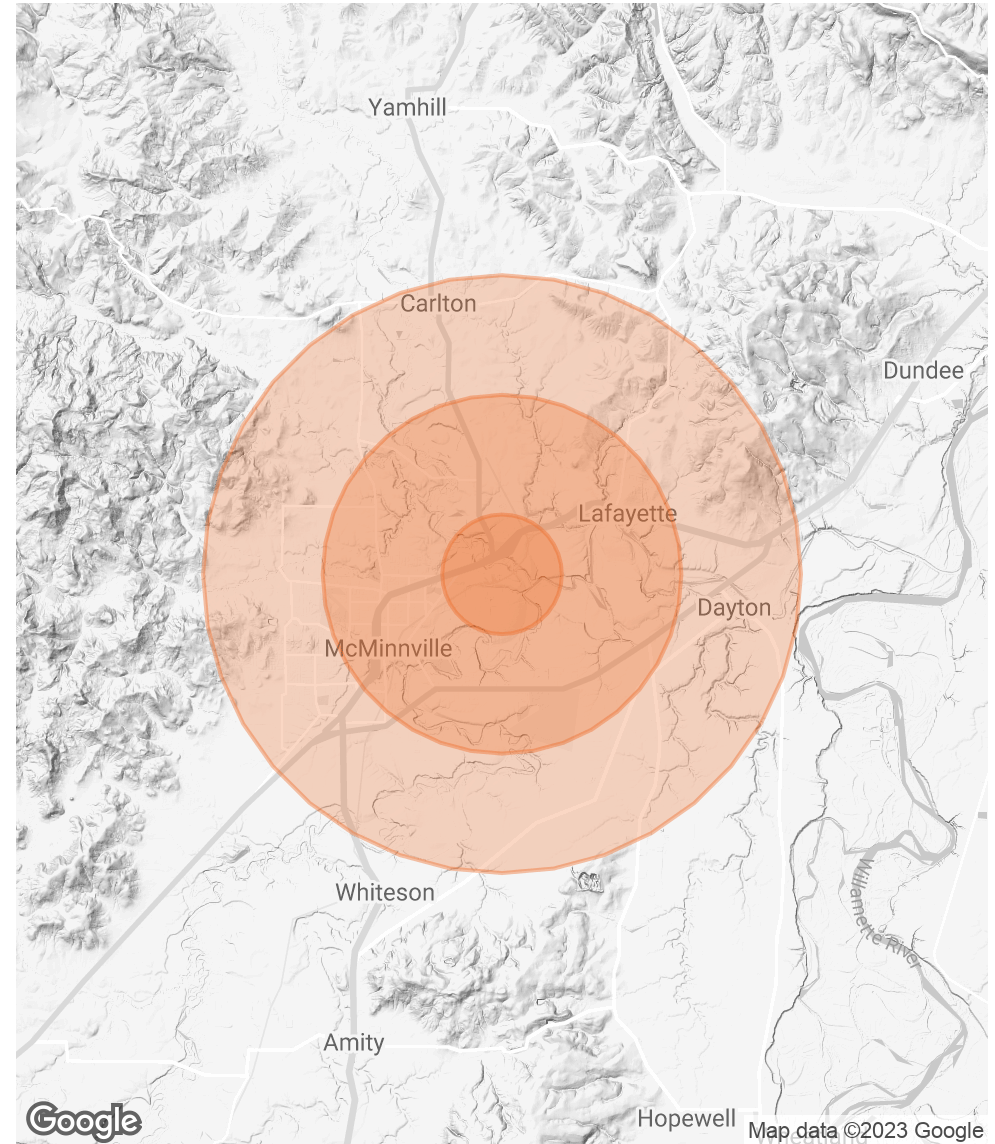 Yamhill
Carlton
Dundee
Lafayette
Dayton
McMinnville
Whiteson
Willamette River
Amity
Hopewell
Google
Map data ©2023 Google